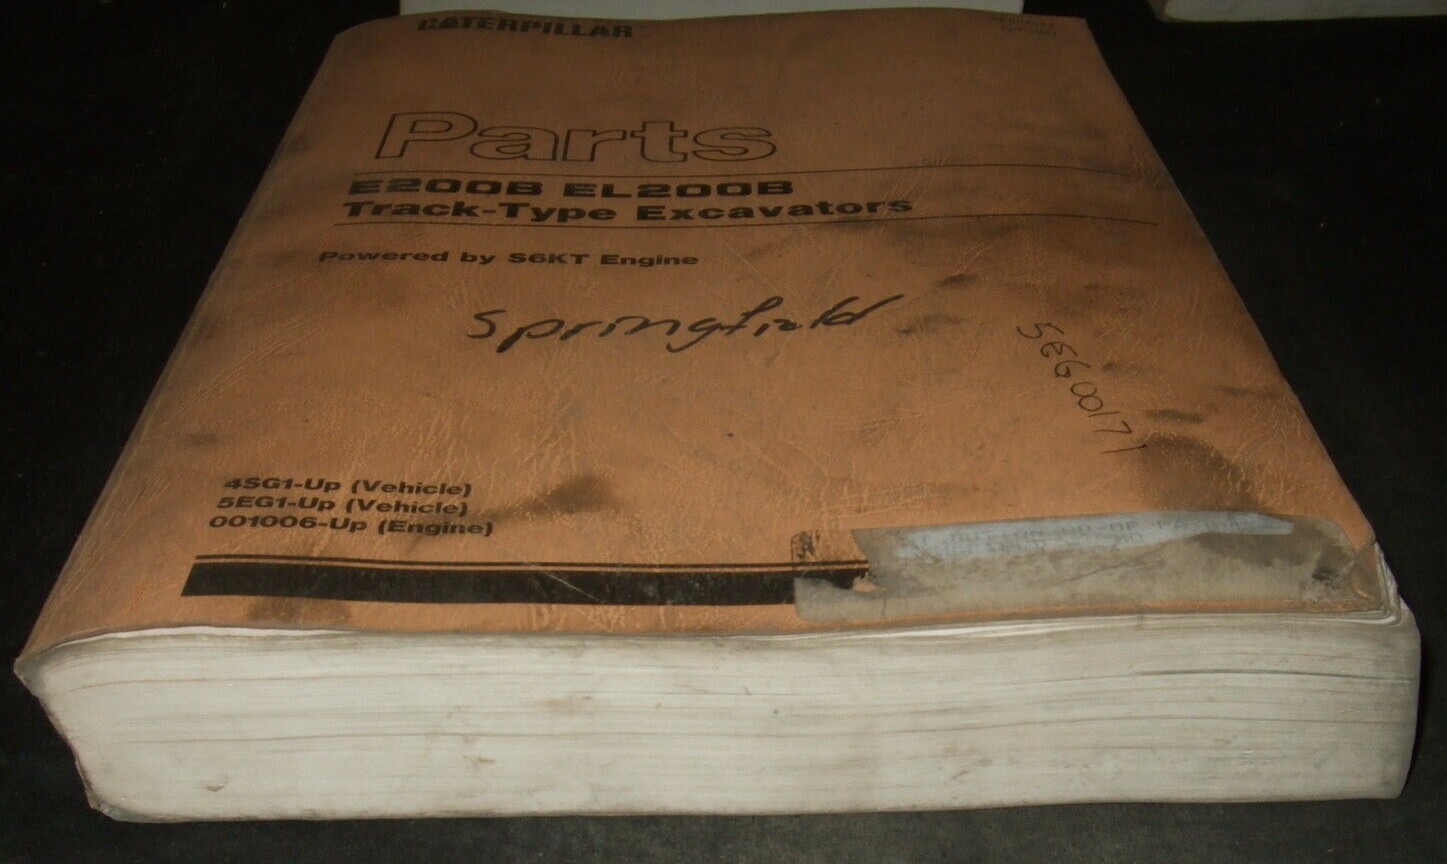 CATERPILLAR
Parts
E200B EL200B
Track-Type Excavators
Powered by S6KT Engine
Springfield
5EG00171
4SG1-Up (Vehicle)
5EG1-Up (Vehicle)
001006-Up (Engine)